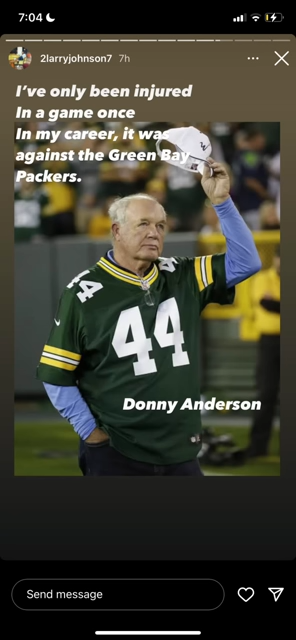 7:04
2larryjohnson7 7h
I've only been injured
In a game once
In my career, it was
against the Green Bay
Packers.
44
44
Donny Anderson
Send message